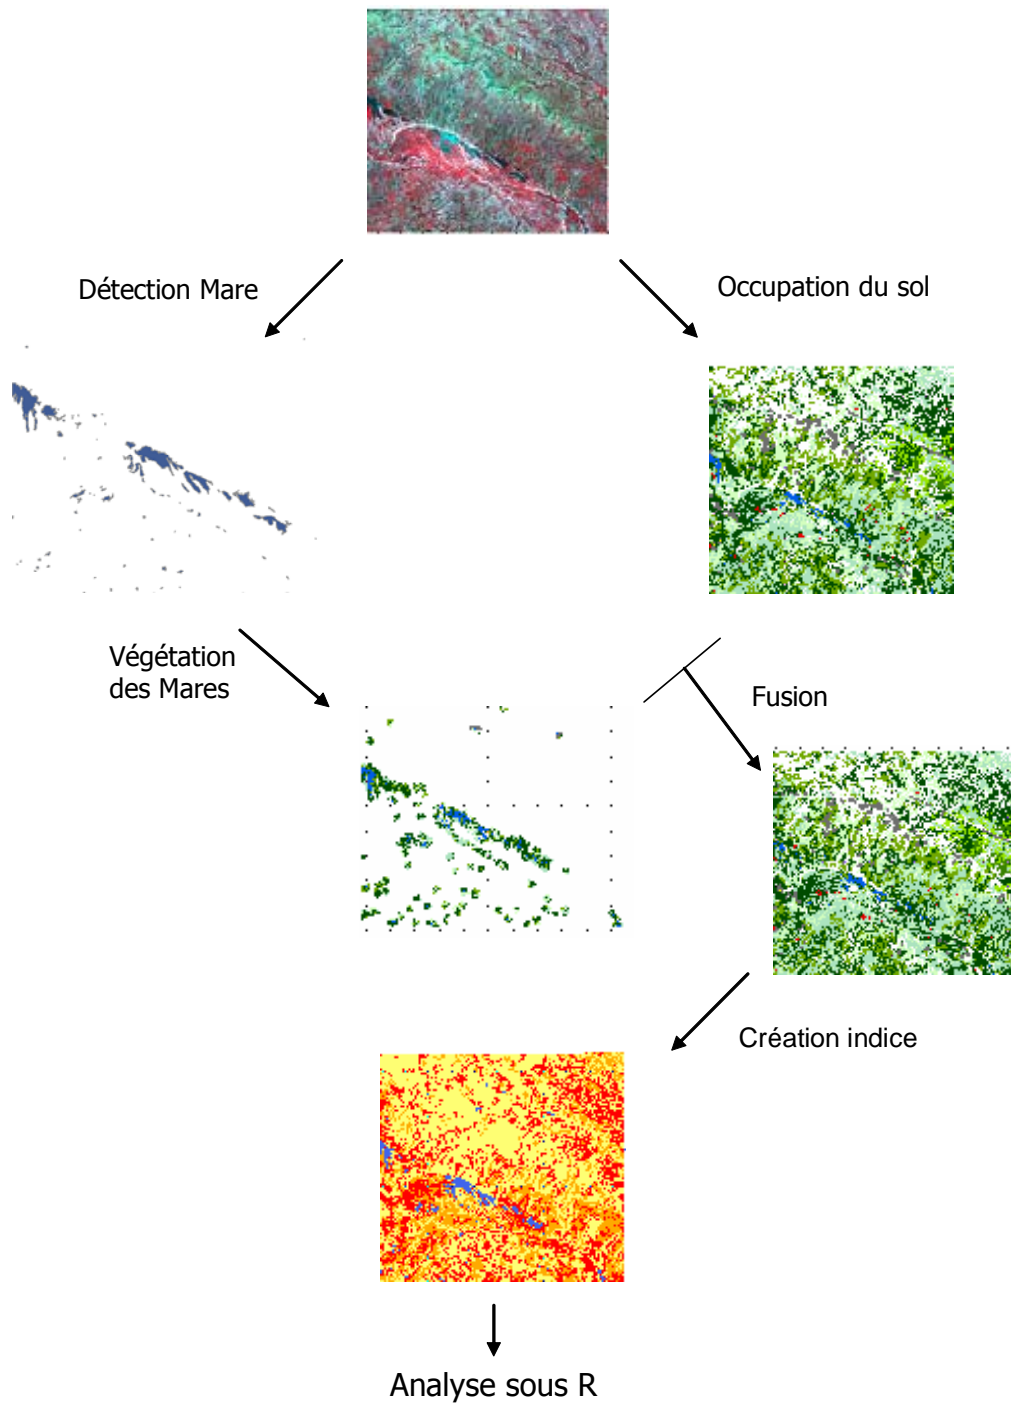 Détection Mare
Occupation du sol
Végétation
des Mares
Fusion
Création indice
Analyse sous R